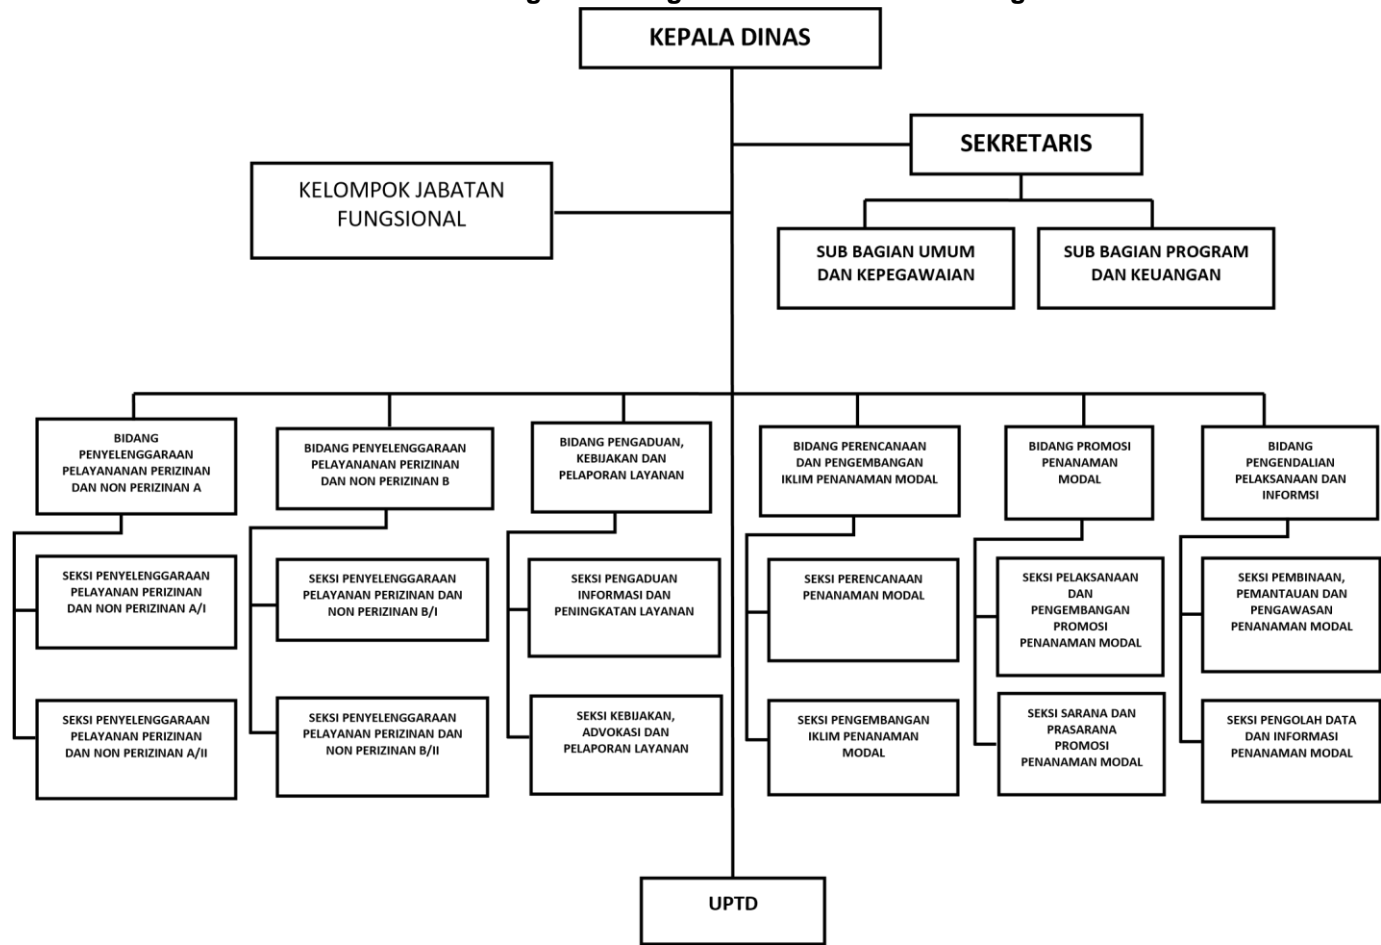 KEPALA DINAS
SEKRETARIS
KELOMPOK JABATAN
FUNGSIONAL
SUB BAGIAN UMUM
DAN KEPEGAWAIAN
SUB BAGIAN PROGRAM
DAN KEUANGAN
BIDANG
PENYELENGGARAAN
PELAYANANAN PERIZINAN
DAN NON PERIZINAN A
BIDANG PENYELENGGARAAN
PELAYANANAN PERIZINAN
DAN NON PERIZINAN B
BIDANG PENGADUAN,
KEBIJAKAN DAN
PELAPORAN LAYANAN
BIDANG PERENCANAAN
DAN PENGEMBANGAN
IKLIM PENANAMAN MODAL
BIDANG PROMOSI
PENANAMAN
MODAL
BIDANG
PENGENDALIAN
PELAKSANAAN DAN
INFORMSI
SEKSI PENYELENGGARAAN
PELAYANAN PERIZINAN
DAN NON PERIZINAN A/I
SEKSI PENYELENGGARAAN
PELAYANAN PERIZINAN DAN
NON PERIZINAN B/I
SEKSI PENGADUAN
INFORMASI DAN
PENINGKATAN LAYANAN
SEKSI PERENCANAAN
PENANAMAN MODAL
SEKSI PELAKSANAAN
DAN
PENGEMBANGAN
PROMOSI
PENANAMAN MODAL
SEKSI PEMBINAAN,
PEMANTAUAN DAN
PENGAWASAN
PENANAMAN MODAL
SEKSI PENYELENGGARAAN
PELAYANAN PERIZINAN
DAN NON PERIZINAN A/II
SEKSI PENYELENGGARAAN
PELAYANAN PERIZINAN DAN
NON PERIZINAN B/II
SEKSI KEBIJAKAN,
ADVOKASI DAN
PELAPORAN LAYANAN
SEKSI PENGEMBANGAN
IKLIM PENANAMAN
MODAL
SEKSI SARANA DAN
PRASARANA
PROMOSI
PENANAMAN MODAL
SEKSI PENGOLAH DATA
DAN INFORMASI
PENANAMAN MODAL
UPTD